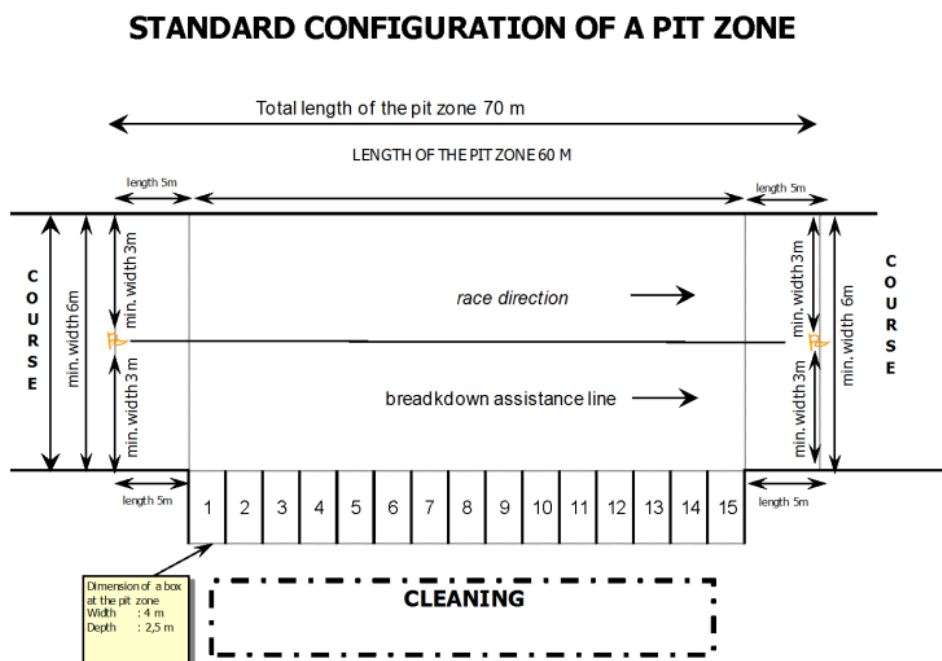 STANDARD CONFIGURATION OF A PIT ZONE
Total length of the pit zone 70 m
LENGTH OF THE PIT ZONE 60 M
length 5m
length 5m
COURSE
min. width 6m
min. width 3m
min. width 3 m
race direction
breadkdown assistance line
min. width 3m
min. width 3m
min. width 6m
COURSE
length 5m
length 5m
1 2 3 4 5 6 7 8 9 10 11 12 13 14 15
Dimension of a box
at the pit zone
Width : 4 m
Depth : 2,5 m
CLEANING